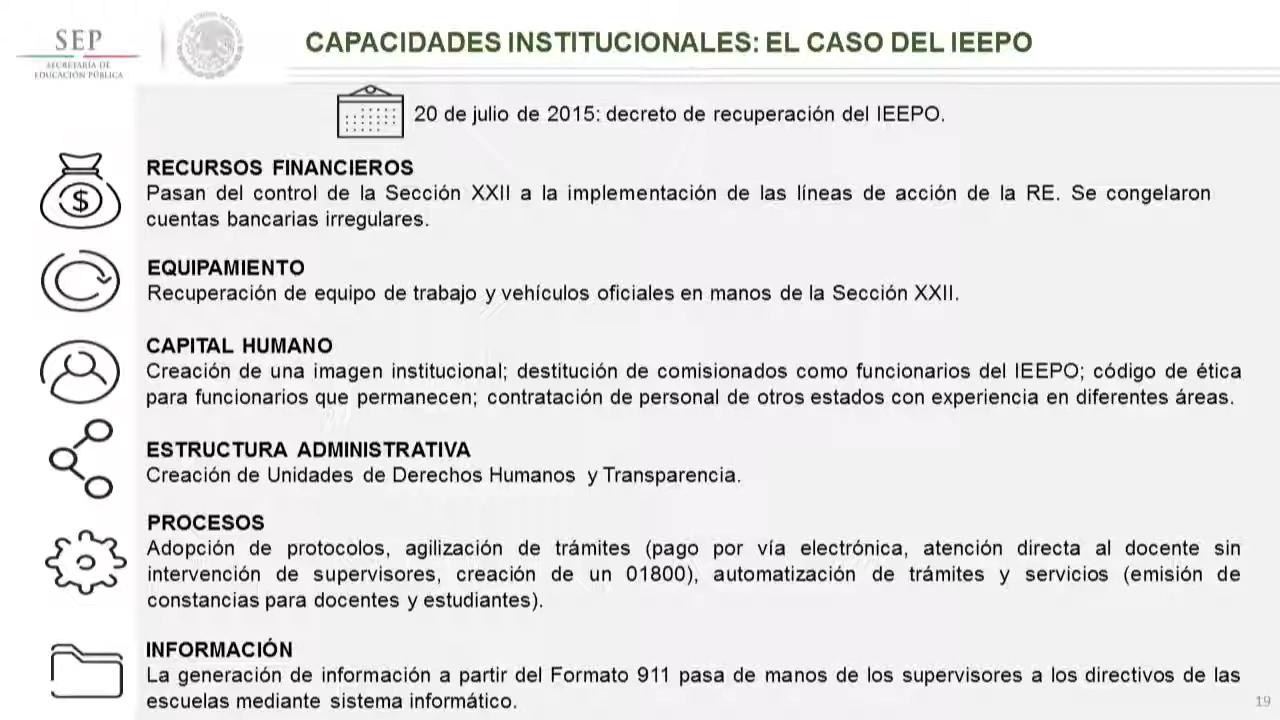 SEP
SECRETARÍA DE
EDUCACIÓN PÚBLICA
CAPACIDADES INSTITUCIONALES: EL CASO DEL IEEPO
20 de julio de 2015: decreto de recuperación del IEEPO.
RECURSOS FINANCIEROS
Pasan del control de la Sección XXII a la implementación de las líneas de acción de la RE. Se congelaron
cuentas bancarias irregulares.
EQUIPAMIENTO
Recuperación de equipo de trabajo y vehículos oficiales en manos de la Sección XXII.
CAPITAL HUMANO
Creación de una imagen institucional; destitución de comisionados como funcionarios del IEEPO; código de ética
para funcionarios que permanecen; contratación de personal de otros estados con experiencia en diferentes áreas.
ESTRUCTURA ADMINISTRATIVA
Creación de Unidades de Derechos Humanos y Transparencia.
PROCESOS
Adopción de protocolos, agilización de trámites (pago por vía electrónica, atención directa al docente sin
intervención de supervisores, creación de un 01800), automatización de trámites y servicios (emisión de
constancias para docentes y estudiantes).
INFORMACIÓN
La generación de información a partir del Formato 911 pasa de manos de los supervisores a los directivos de las
escuelas mediante sistema informático.
19